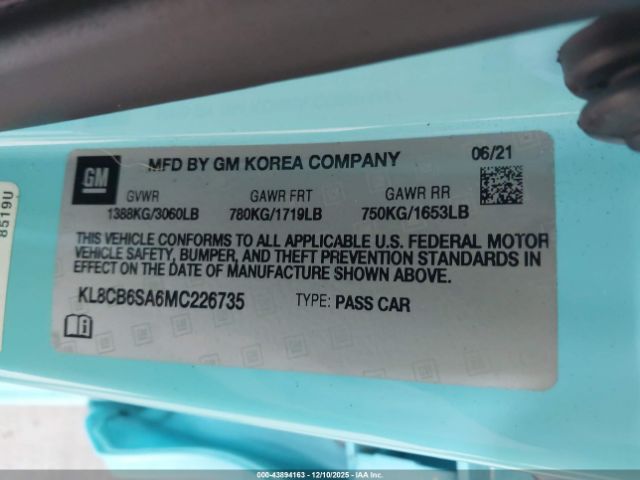 GM
MFD BY GM KOREA COMPANY
06/21
GVWR GAWR FRT GAWR RR
1388KG/3060LB 780KG/1719LB 750KG/1653LB
THIS VEHICLE CONFORMS TO ALL APPLICABLE U.S. FEDERAL MOTOR
VEHICLE SAFETY, BUMPER, AND THEFT PREVENTION STANDARDS IN
EFFECT ON THE DATE OF MANUFACTURE SHOWN ABOVE.
KL8CB6SA6MC226735 TYPE: PASS CAR
8519U
00-43894163 - 12/10/2025 - IAA Inc.